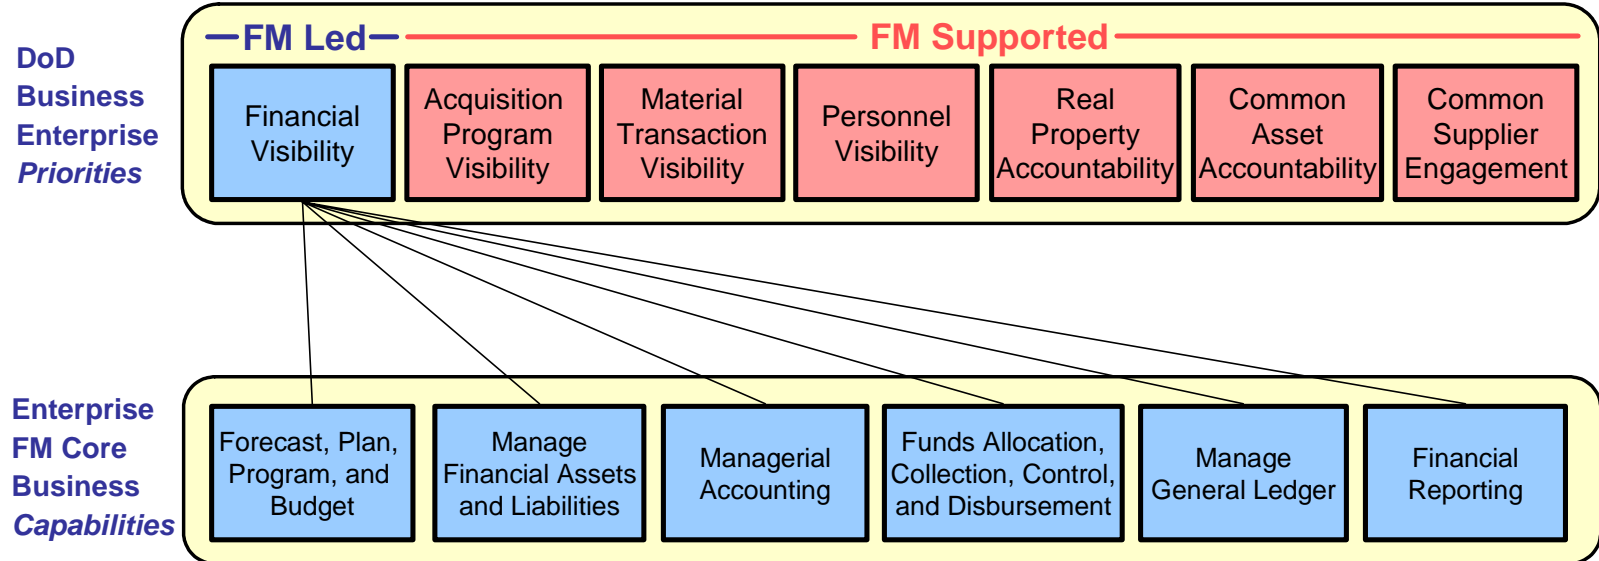 DoD
Business
Enterprise
Priorities
FM Led
FM Supported
Financial
Visibility
Acquisition
Program
Visibility
Material
Transaction
Visibility
Personnel
Visibility
Real
Property
Accountability
Common
Asset
Accountability
Common
Supplier
Engagement
Enterprise
FM Core
Business
Capabilities
Forecast, Plan,
Program, and
Budget
Manage
Financial Assets
and Liabilities
Managerial
Accounting
Funds Allocation,
Collection, Control,
and Disbursement
Manage
General Ledger
Financial
Reporting